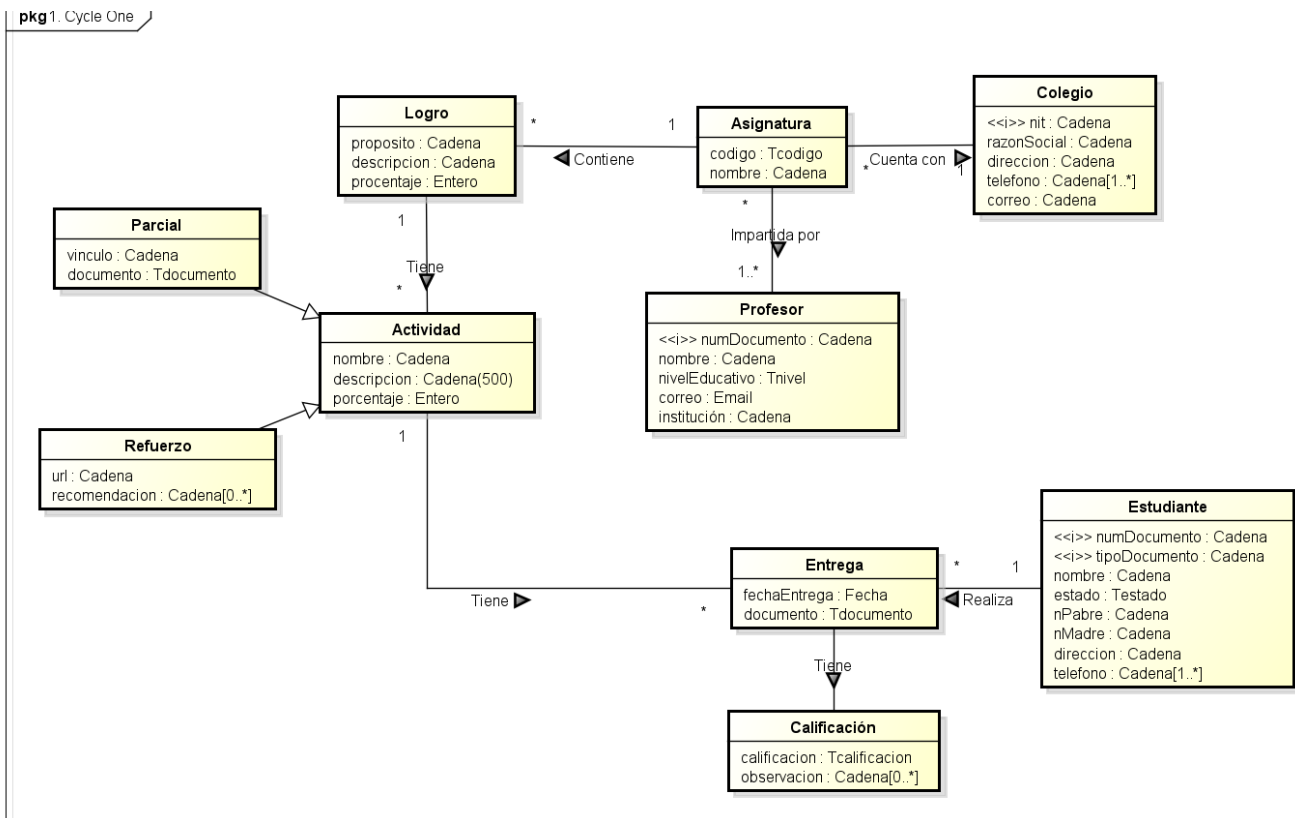 pkg 1. Cycle One
Logro
proposito : Cadena
descripcion : Cadena
procentaje : Entero
*
1
Contiene
Asignatura
codigo : Tcodigo
nombre : Cadena
Cuenta con
*
1
Colegio
<<i>> nit : Cadena
razonSocial : Cadena
direccion : Cadena
telefono : Cadena[1..*]
correo : Cadena
Parcial
vinculo : Cadena
documento : Tdocumento
1
Tiene
*
*
Impartida por
1..*
Actividad
nombre : Cadena
descripcion : Cadena(500)
porcentaje : Entero
Profesor
<<i>> numDocumento : Cadena
nombre : Cadena
nivelEducativo : Tnivel
correo : Email
institución : Cadena
Refuerzo
url : Cadena
recomendacion : Cadena[0..*]
1
Tiene
*
Entrega
fechaEntrega : Fecha
documento : Tdocumento
*
1
Realiza
Estudiante
<<i>> numDocumento : Cadena
<<i>> tipoDocumento : Cadena
nombre : Cadena
estado : Testado
nPabre : Cadena
nMadre : Cadena
direccion : Cadena
telefono : Cadena[1..*]
Tiene
Calificación
calificacion : Tcalificacion
observacion : Cadena[0..*]